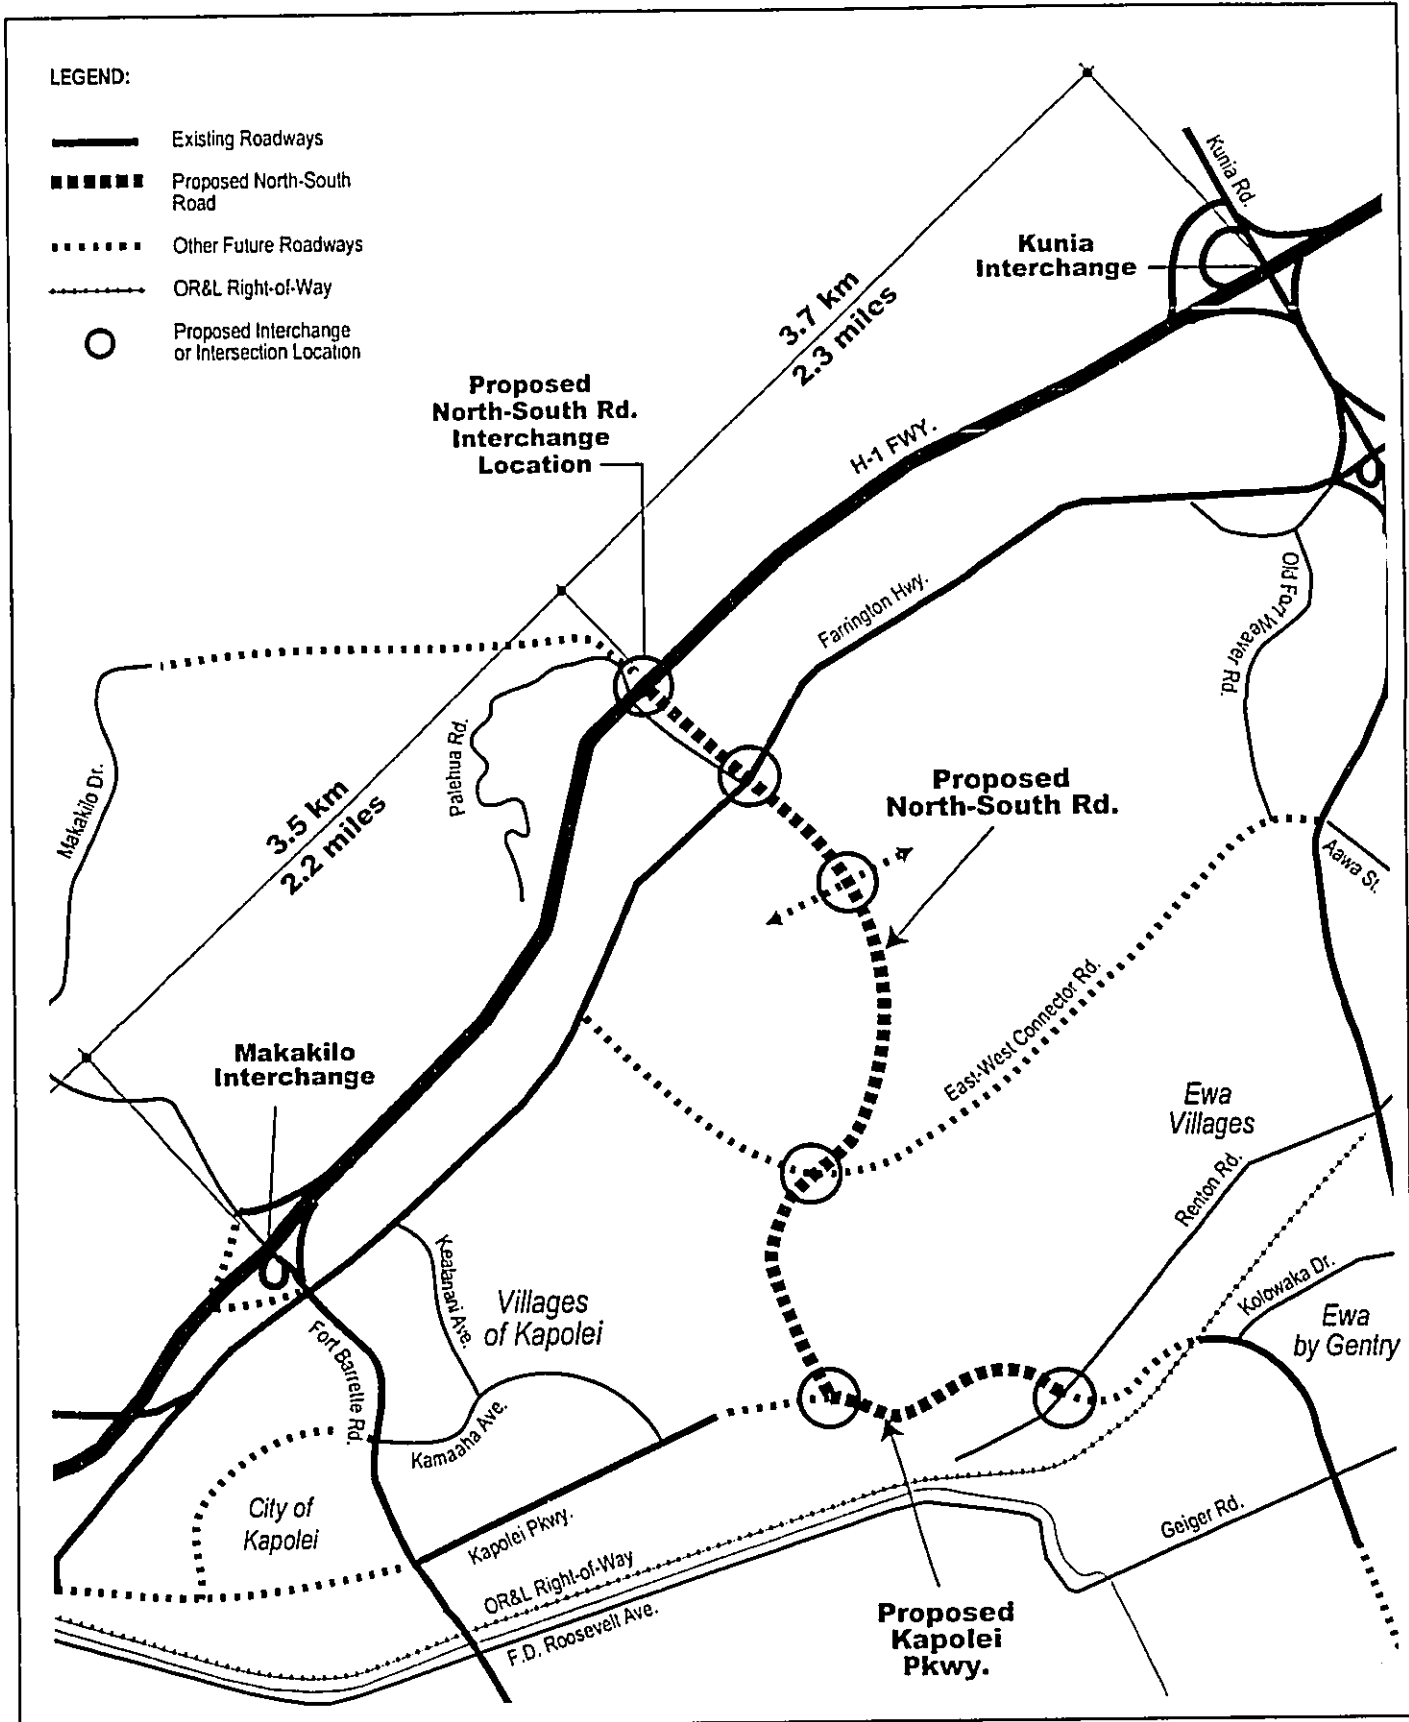 LEGEND:
Existing Roadways
Proposed North-South
Road
Other Future Roadways
OR&L Right-of-Way
Proposed Interchange
or Intersection Location
Kunia Rd.
Kunia
Interchange
3.7 km
2.3 miles
Proposed
North-South Rd.
Interchange
Location
H-1 FWY.
Farrington Hwy.
Old Fort Weaver Rd.
Palehua Rd.
Makakilo Dr.
3.5 km
2.2 miles
Proposed
North-South Rd.
Aawa St.
East-West Connector Rd.
Makakilo
Interchange
Ewa
Villages
Renton Rd.
Kealanani Ave.
Villages
of Kapolei
Kolowaka Dr.
Ewa
by Gentry
Fort Barrette Rd.
Kamaaha Ave.
City of
Kapolei
Kapolei Pkwy.
Geiger Rd.
OR&L Right-of-Way
F.D. Roosevelt Ave.
Proposed
Kapolei
Pkwy.